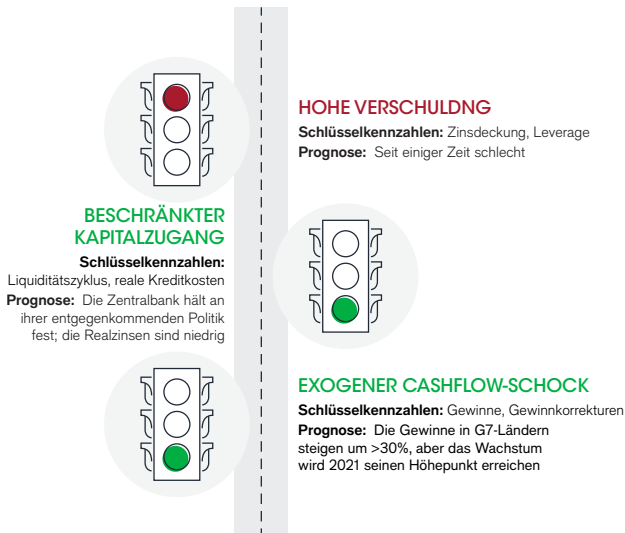 HOHE VERSCHULDNG
Schlüsselkennzahlen: Zinsdeckung, Leverage
Prognose: Seit einiger Zeit schlecht
BESCHRÄNKTER
KAPITALZUGANG
Schlüsselkennzahlen:
Liquiditätszyklus, reale Kreditkosten
Prognose: Die Zentralbank hält an
ihrer entgegenkommenden Politik
fest; die Realzinsen sind niedrig
EXOGENER CASHFLOW-SCHOCK
Schlüsselkennzahlen: Gewinne, Gewinnkorrekturen
Prognose: Die Gewinne in G7-Ländern
steigen um >30%, aber das Wachstum
wird 2021 seinen Höhepunkt erreichen